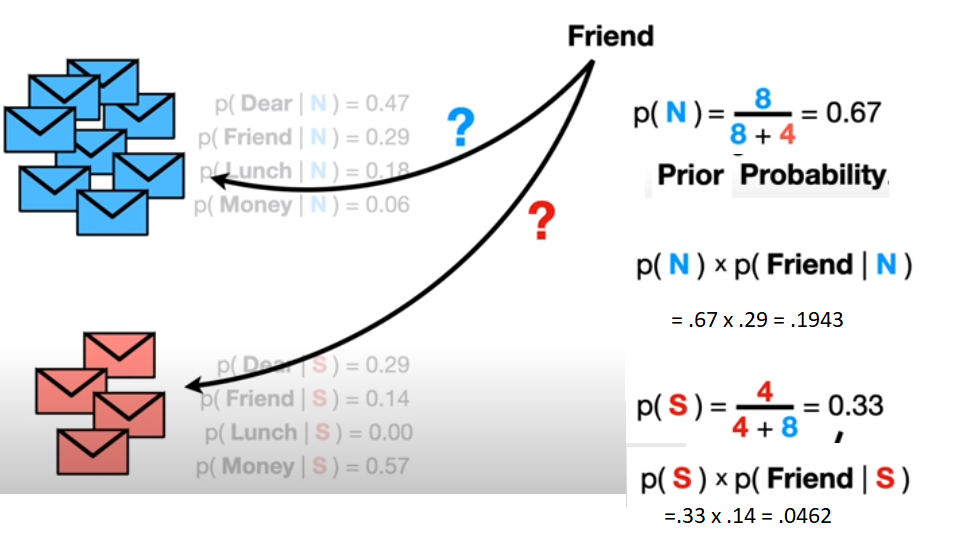 Friend
p( Dear | N ) = 0.47
p( Friend | N ) = 0.29
p( Lunch | N ) = 0.18
p( Money | N ) = 0.06
?
?
p( Dear | S ) = 0.29
p( Friend | S ) = 0.14
p( Lunch | S ) = 0.00
p( Money | S ) = 0.57
p( N ) = 8 / 8 + 4 = 0.67
Prior Probability
p( N ) × p( Friend | N )
= .67 x .29 = .1943
p( S ) = 4 / 4 + 8 = 0.33
p( S ) × p( Friend | S )
=.33 x .14 = .0462